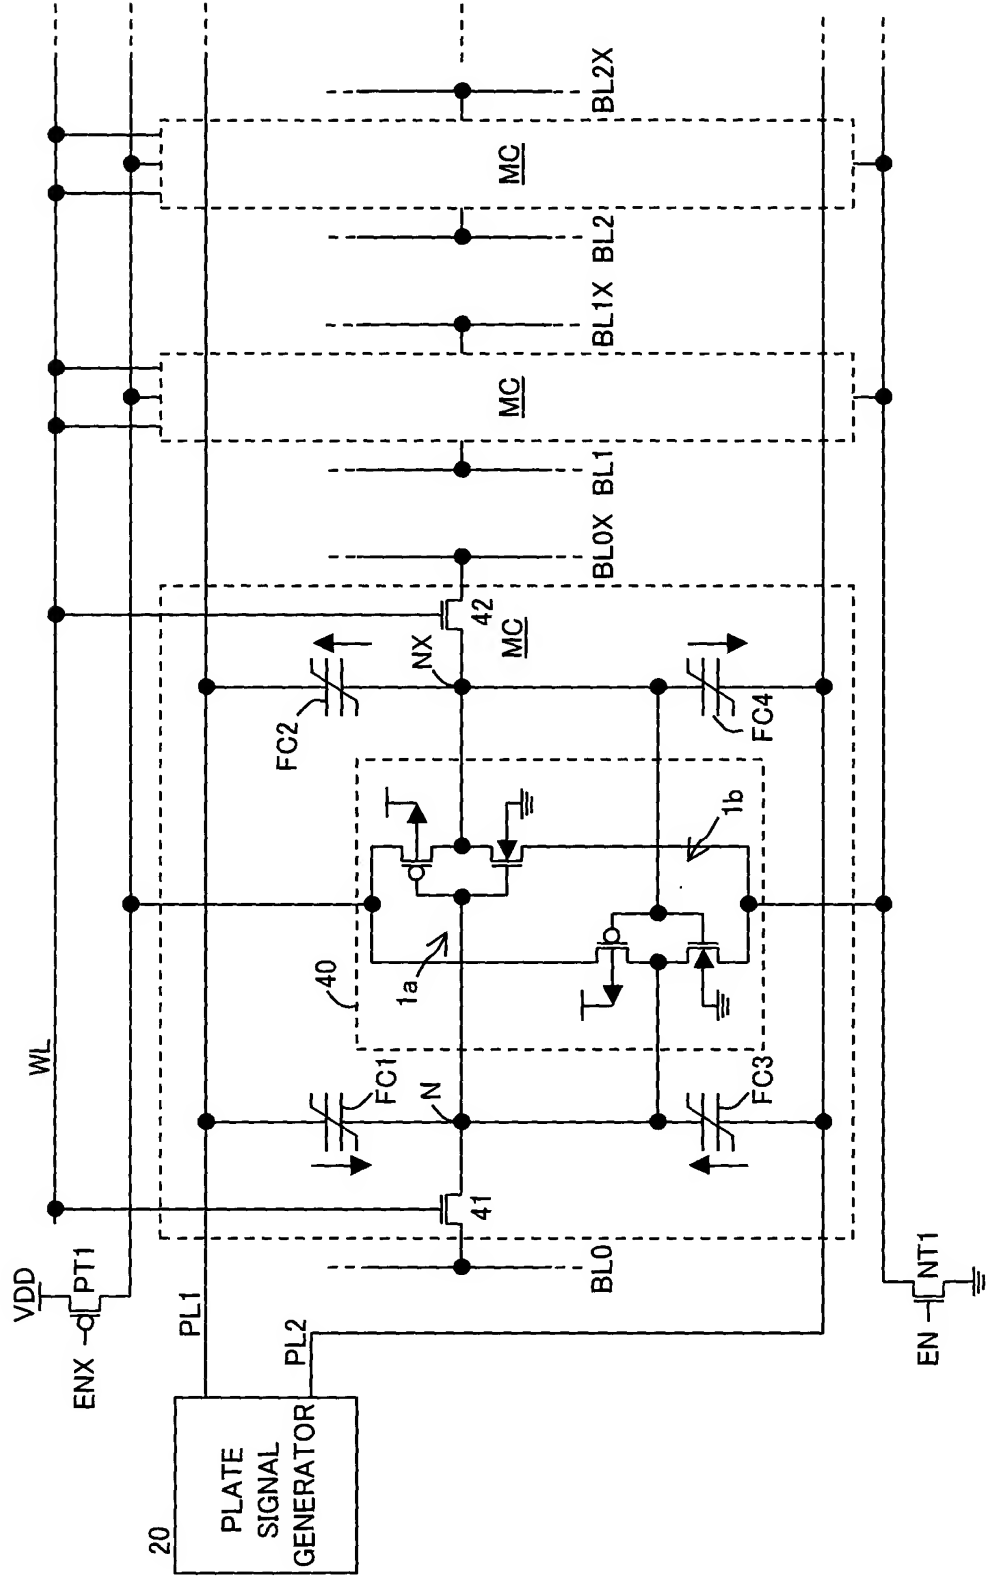 20
PLATE
SIGNAL
GENERATOR
PL1
PL2
VDD
ENX
PT1
EN
NT1
WL
BL0
41
N
FC1
FC3
40
1a
1b
FC2
FC4
NX
42
MC
BL0X
BL1
MC
BL1X
BL2
MC
BL2X